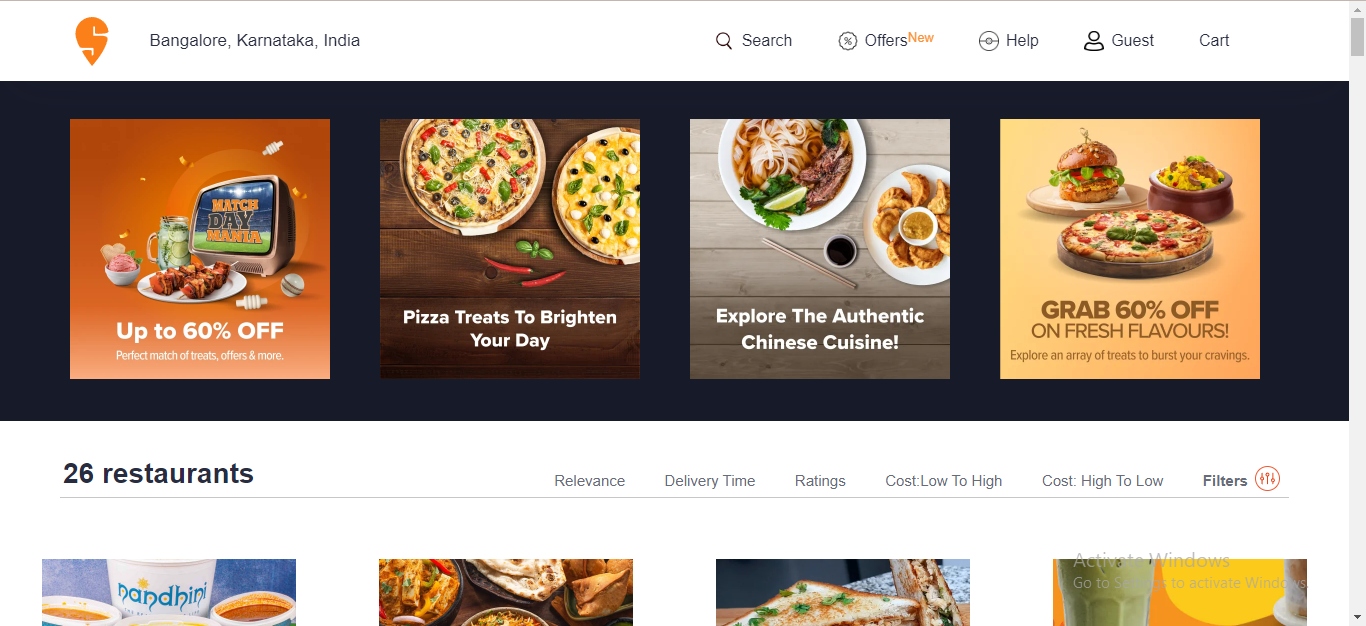 Bangalore, Karnataka, India
Search
OffersNew
Help
Guest
Cart
MATCH
DAY
MANIA
Up to 60% OFF
Perfect match of treats, offers & more.
Pizza Treats To Brighten
Your Day
Explore The Authentic
Chinese Cuisine!
GRAB 60% OFF
ON FRESH FLAVOURS!
Explore an array of treats to burst your cravings.
26 restaurants
Relevance
Delivery Time
Ratings
Cost:Low To High
Cost: High To Low
Filters
nandhini
Activate Windows
Go to Settings to activate Windows.